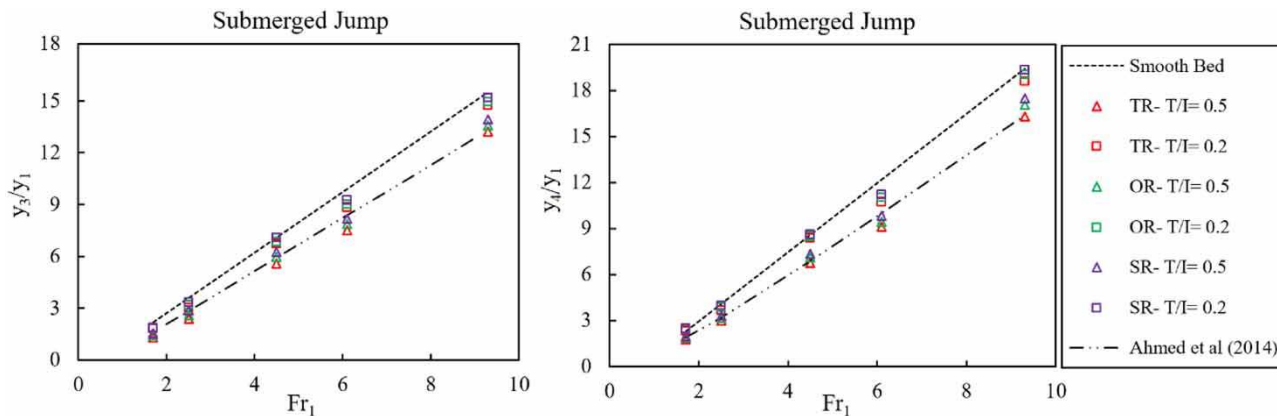 Submerged Jump
18
15
12
9
6
3
0
y3/y1
0 2 4 6 8 10
Fr1
Submerged Jump
21
18
15
12
9
6
3
0
y4/y1
0 2 4 6 8 10
Fr1
Smooth Bed
TR- T/I= 0.5
TR- T/I= 0.2
OR- T/I= 0.5
OR- T/I= 0.2
SR- T/I= 0.5
SR- T/I= 0.2
Ahmed et al (2014)